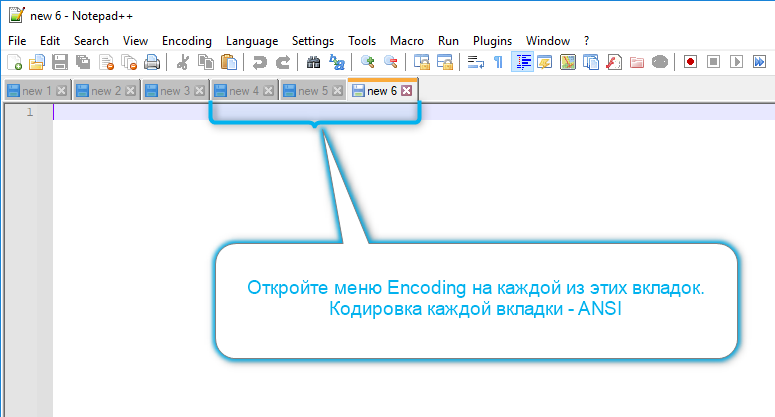 new 6 - Notepad++
File Edit Search View Encoding Language Settings Tools Macro Run Plugins Window ?
new 1 new 2 new 3 new 4 new 5 new 6
1
Откройте меню Encoding на каждой из этих вкладок.
Кодировка каждой вкладки - ANSI